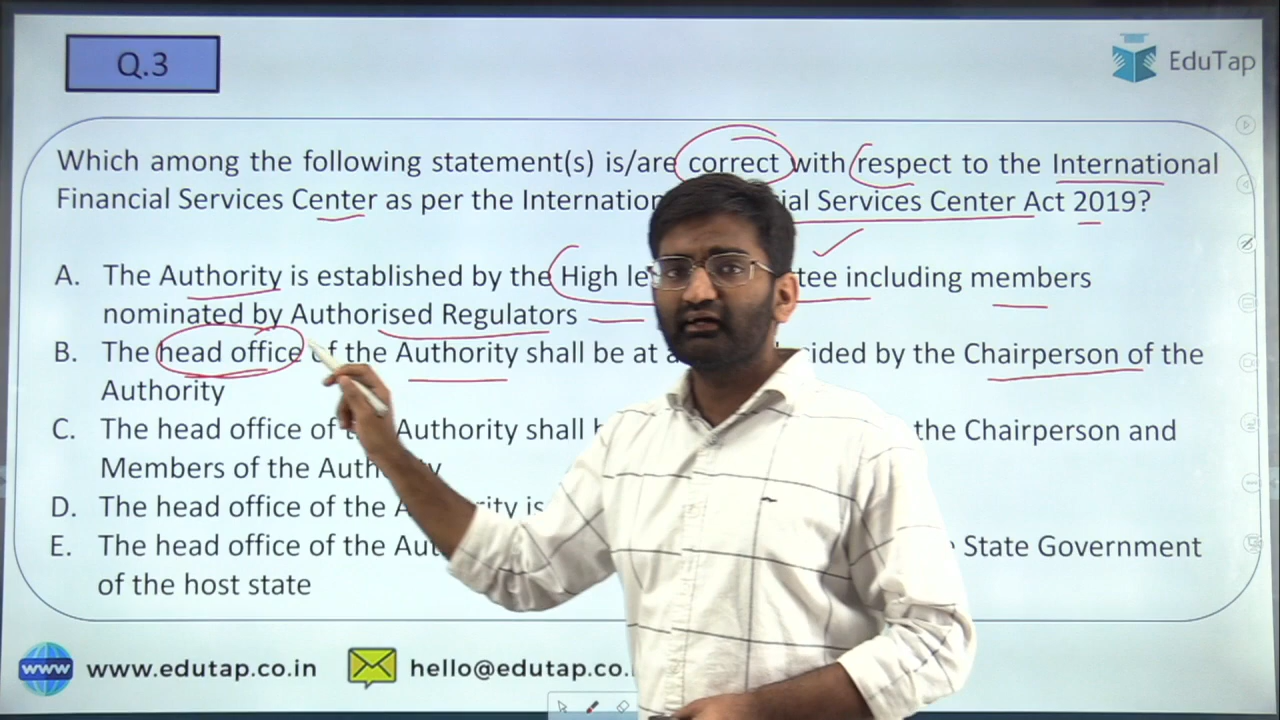 Q.3
EduTap
Which among the following statement(s) is/are correct with respect to the International
Financial Services Center as per the Internation ial Services Center Act 2019?
A. The Authority is established by the High le tee including members
nominated by Authorised Regulators
B. The head office of the Authority shall be at a cided by the Chairperson of the
Authority
C. The head office of t Authority shall the Chairperson and
Members of the Auth y
D. The head office of the A rity is
E. The head office of the Aut State Government
of the host state
www
www.edutap.co.in
hello@edutap.co.